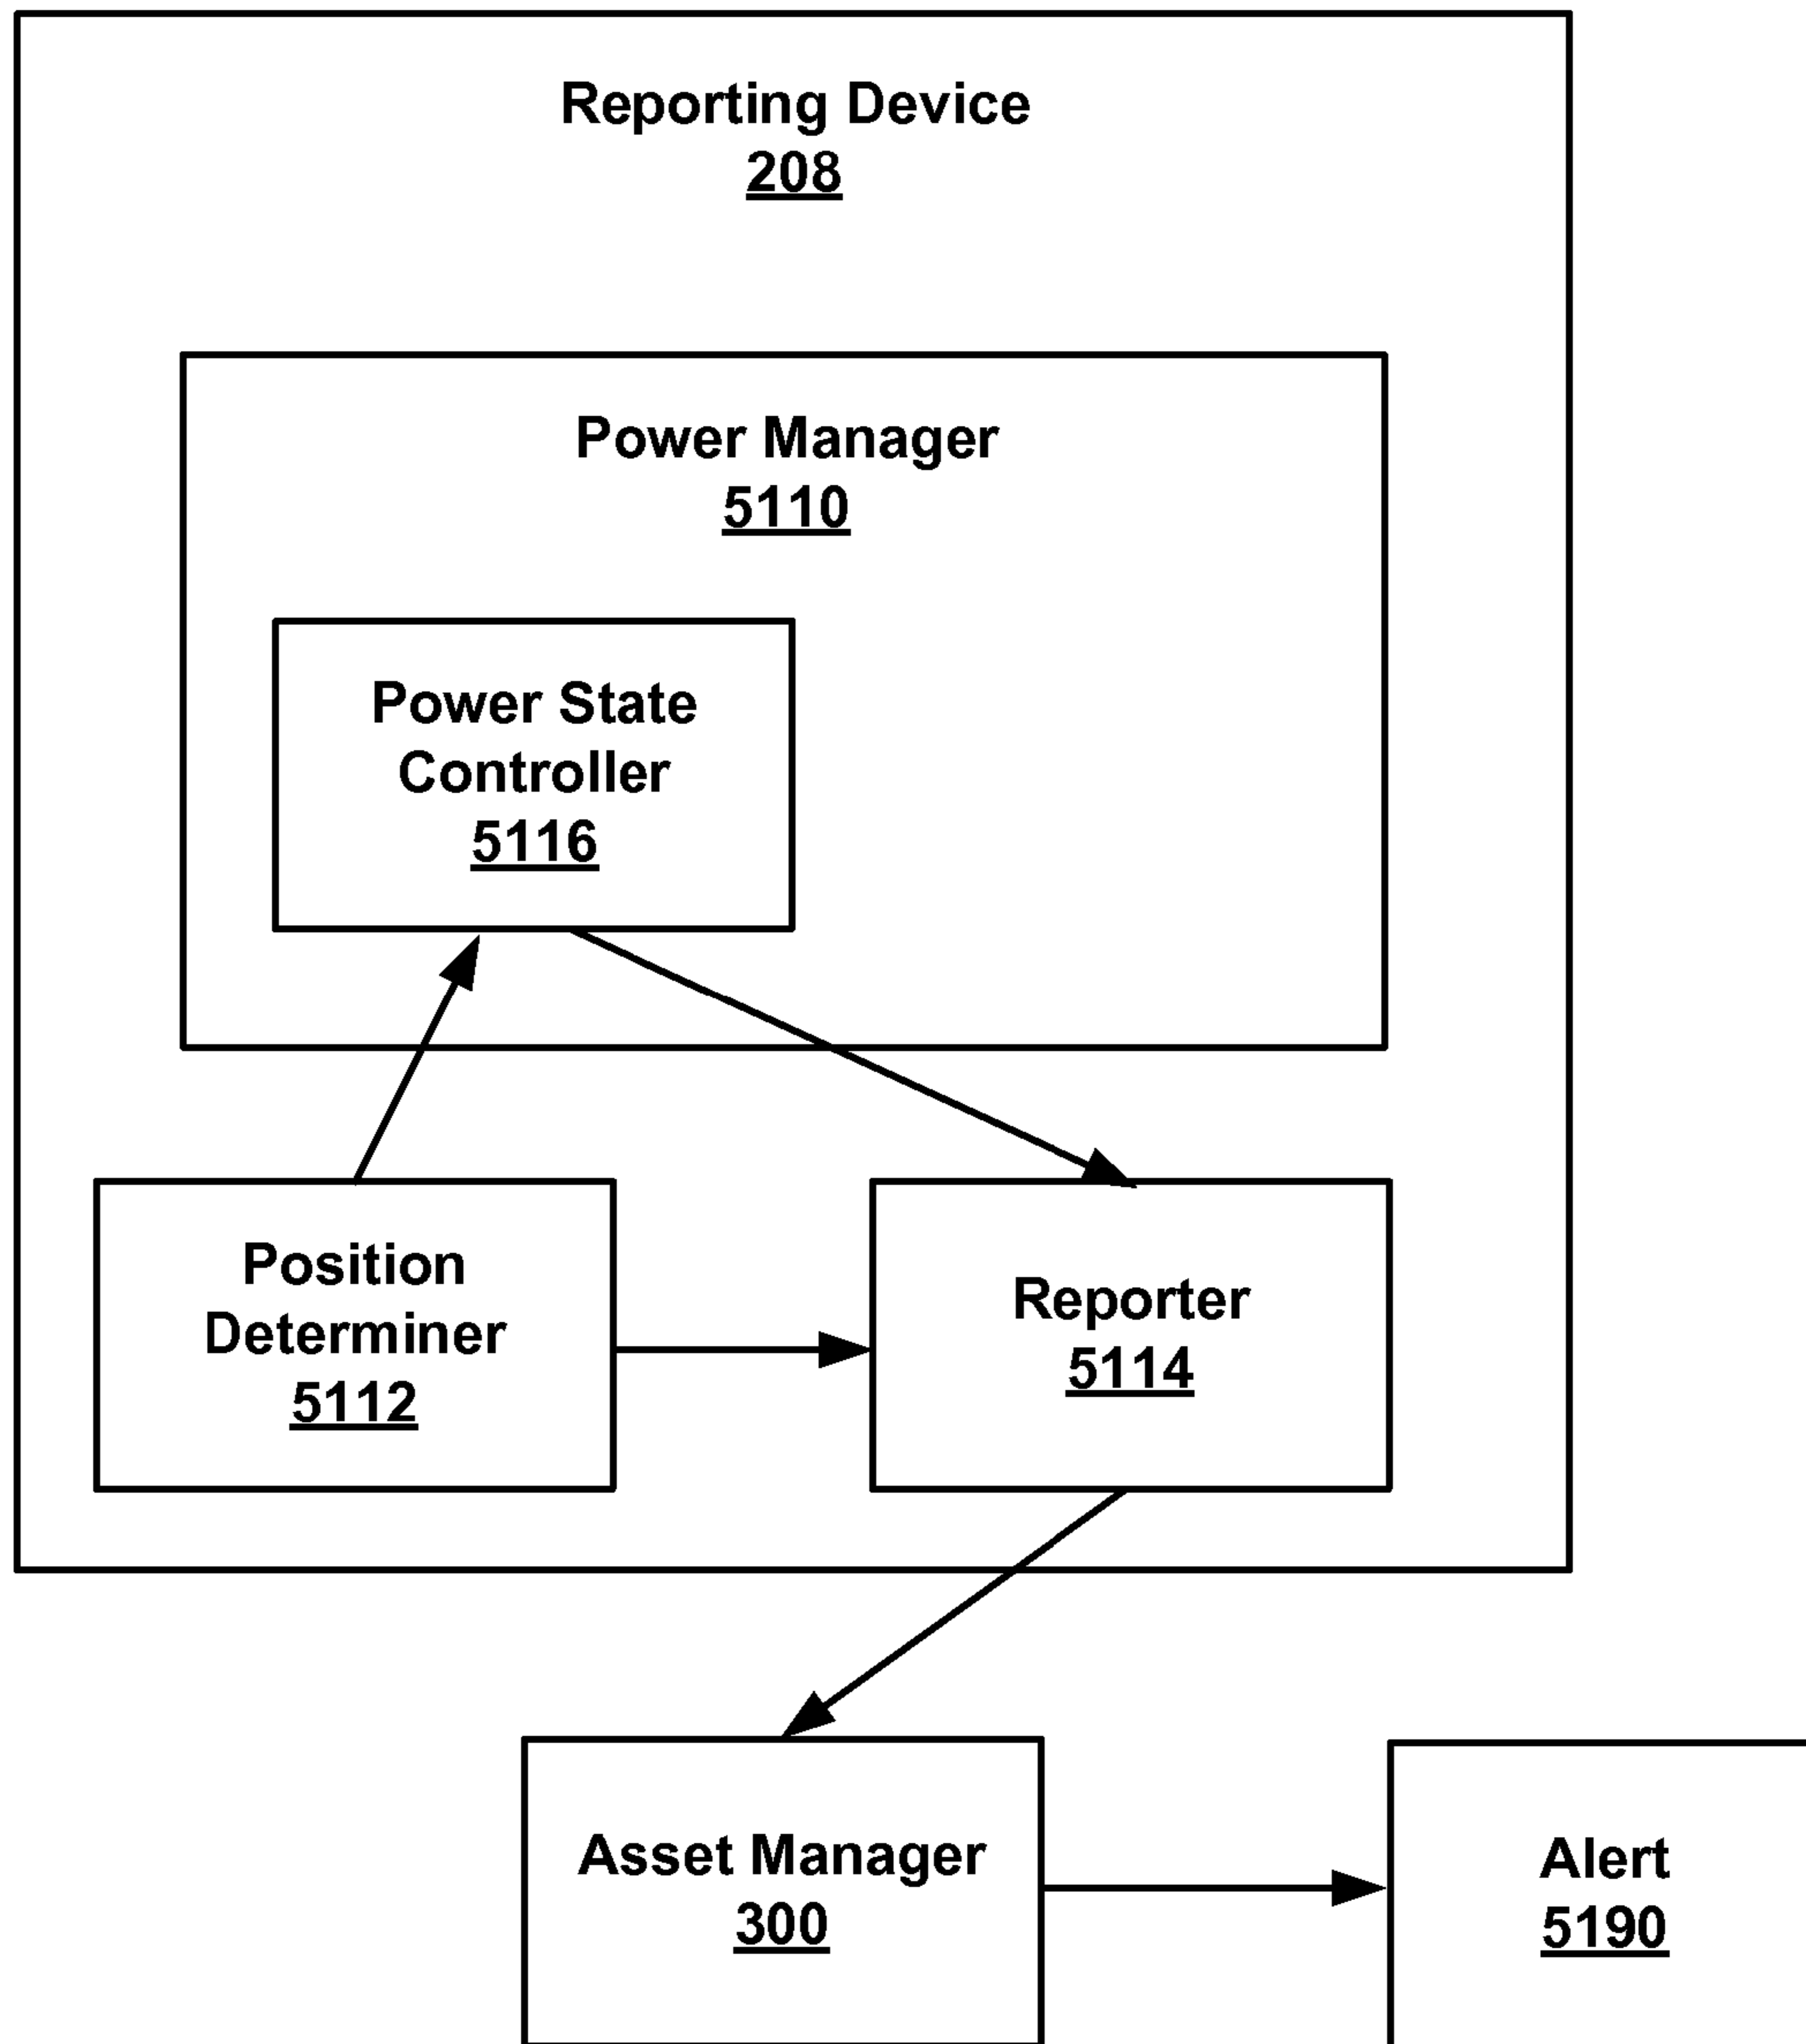 Reporting Device
208
Power Manager
5110
Power State
Controller
5116
Position
Determiner
5112
Reporter
5114
Asset Manager
300
Alert
5190